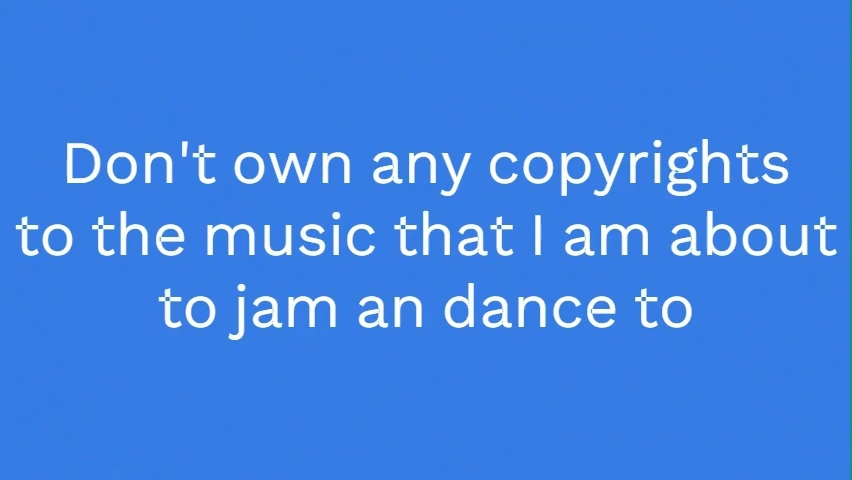 Don't own any copyrights
to the music that I am about
to jam an dance to